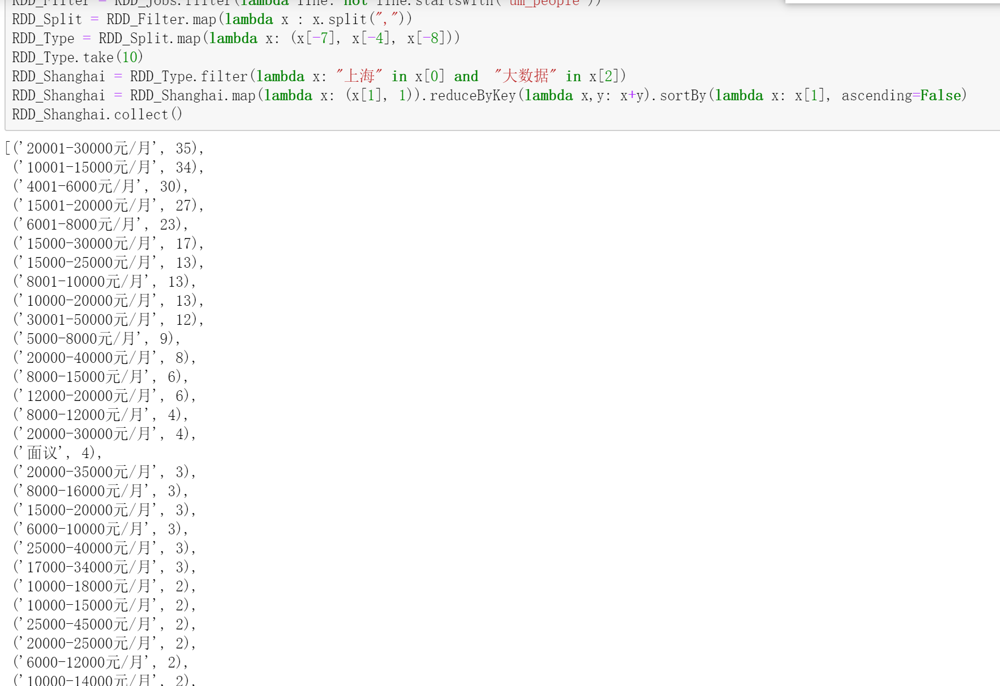 RDD_Filter = RDD_jobs.filter(lambda line: not line.startswith("um_people"))
RDD_Split = RDD_Filter.map(lambda x : x.split(","))
RDD_Type = RDD_Split.map(lambda x: (x[-7], x[-4], x[-8]))
RDD_Type.take(10)
RDD_Shanghai = RDD_Type.filter(lambda x: "上海" in x[0] and  "大数据" in x[2])
RDD_Shanghai = RDD_Shanghai.map(lambda x: (x[1], 1)).reduceByKey(lambda x,y: x+y).sortBy(lambda x: x[1], ascending=False)
RDD_Shanghai.collect()
[('20001-30000元/月', 35),
('10001-15000元/月', 34),
('4001-6000元/月', 30),
('15001-20000元/月', 27),
('6001-8000元/月', 23),
('15000-30000元/月', 17),
('15000-25000元/月', 13),
('8001-10000元/月', 13),
('10000-20000元/月', 13),
('30001-50000元/月', 12),
('5000-8000元/月', 9),
('20000-40000元/月', 8),
('8000-15000元/月', 6),
('12000-20000元/月', 6),
('8000-12000元/月', 4),
('20000-30000元/月', 4),
('面议', 4),
('20000-35000元/月', 3),
('8000-16000元/月', 3),
('15000-20000元/月', 3),
('6000-10000元/月', 3),
('25000-40000元/月', 3),
('17000-34000元/月', 3),
('10000-18000元/月', 2),
('10000-15000元/月', 2),
('25000-45000元/月', 2),
('20000-25000元/月', 2),
('6000-12000元/月', 2),
('10000-14000元/月', 2),